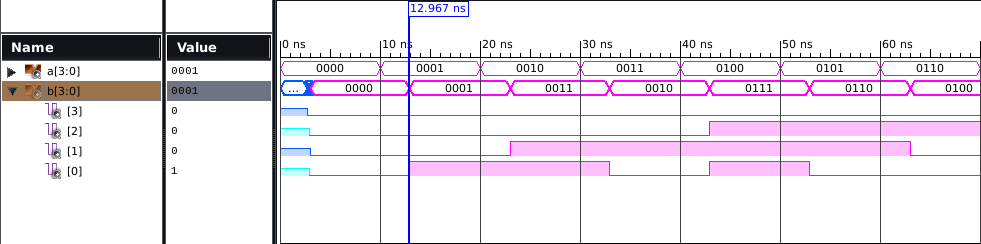 12.967 ns
Name Value 0 ns 10 ns 20 ns 30 ns 40 ns 50 ns 60 ns
a[3:0] 0001 0000 0001 0010 0011 0100 0101 0110
b[3:0] 0001 ... 0000 0001 0011 0010 0111 0110 0100
[3] 0
[2] 0
[1] 0
[0] 1